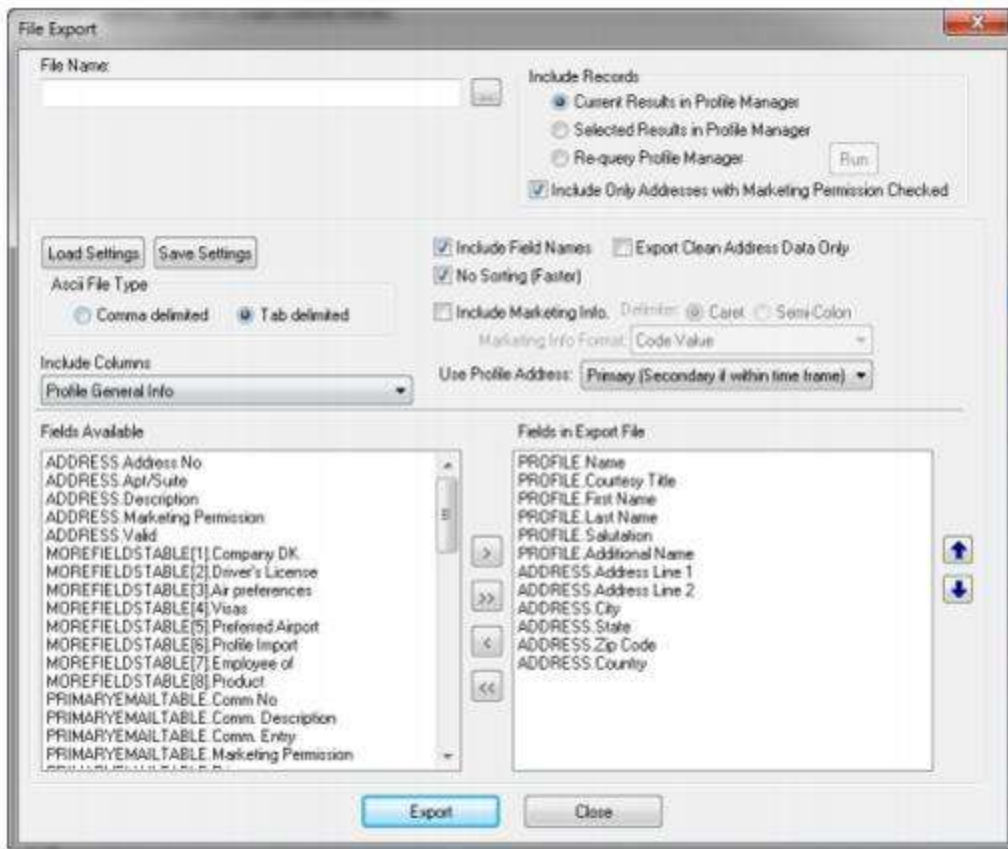 File Export
File Name:
...
Include Records
Current Results in Profile Manager
Selected Results in Profile Manager
Re-query Profile Manager
Run
Include Only Addresses with Marketing Permission Checked
Load Settings
Save Settings
Include Field Names
Export Clean Address Data Only
No Sorting (Faster)
Ascii File Type
Comma delimited
Tab delimited
Include Marketing Info.
Delimiter:
Caret
Semi-Colon
Marketing Info Format:
Code Value
Include Columns
Profile General Info
Use Profile Address:
Primary (Secondary if within time frame)
Fields Available
ADDRESS.Address No
ADDRESS.Apt/Suite
ADDRESS.Description
ADDRESS.Marketing Permission
ADDRESS.Valid
MOREFIELDSTABLE[1].Company DK
MOREFIELDSTABLE[2].Driver's License
MOREFIELDSTABLE[3].Air preferences
MOREFIELDSTABLE[4].Visas
MOREFIELDSTABLE[5].Preferred Airport
MOREFIELDSTABLE[6].Profile Import
MOREFIELDSTABLE[7].Employee of
MOREFIELDSTABLE[8].Product
PRIMARYEMAILTABLE.Comm No
PRIMARYEMAILTABLE.Comm. Description
PRIMARYEMAILTABLE.Comm. Entry
PRIMARYEMAILTABLE.Marketing Permission
>
>>
<
<<
Fields in Export File
PROFILE.Name
PROFILE.Courtesy Title
PROFILE.First Name
PROFILE.Last Name
PROFILE.Salutation
PROFILE.Additional Name
ADDRESS.Address Line 1
ADDRESS.Address Line 2
ADDRESS.City
ADDRESS.State
ADDRESS.Zip Code
ADDRESS.Country
Export
Close